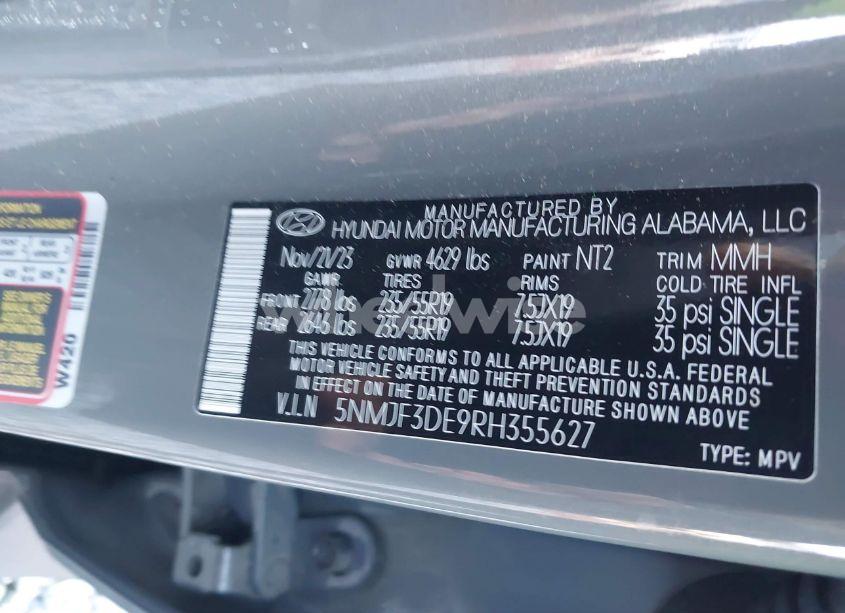 MANUFACTURED BY
HYUNDAI MOTOR MANUFACTURING ALABAMA, LLC
Nov/21/23 GVWR 4629 lbs PAINT NT2 TRIM MMH
GAWR TIRES RIMS COLD TIRE INFL
FRONT 2778 lbs 235/55R19 7.5JX19 35 psi SINGLE
REAR 2646 lbs 235/55R19 7.5JX19 35 psi SINGLE
THIS VEHICLE CONFORMS TO ALL APPLICABLE U.S.A. FEDERAL
MOTOR VEHICLE SAFETY AND THEFT PREVENTION STANDARDS
IN EFFECT ON THE DATE OF MANUFACTURE SHOWN ABOVE.
V.I.N 5NMJF3DE9RH355627
TYPE: MPV
W420